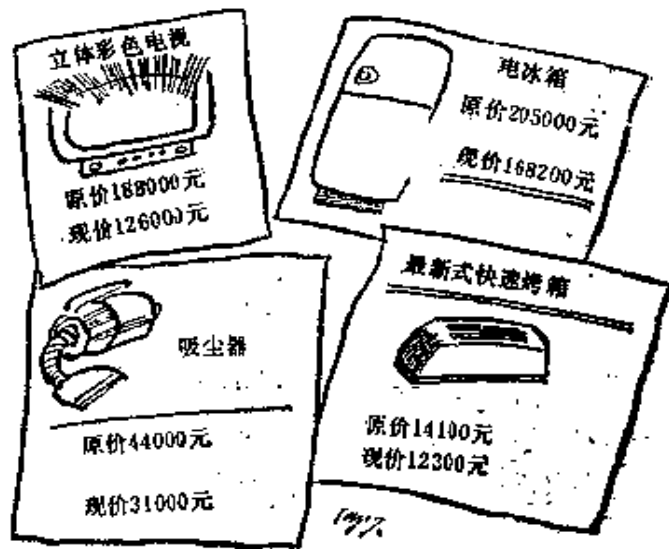 立体彩色电视
原价188000元
现价126000元
电冰箱
原价205000元
现价168200元
吸尘器
原价44000元
现价31000元
最新式快速烤箱
原价14100元
现价12300元